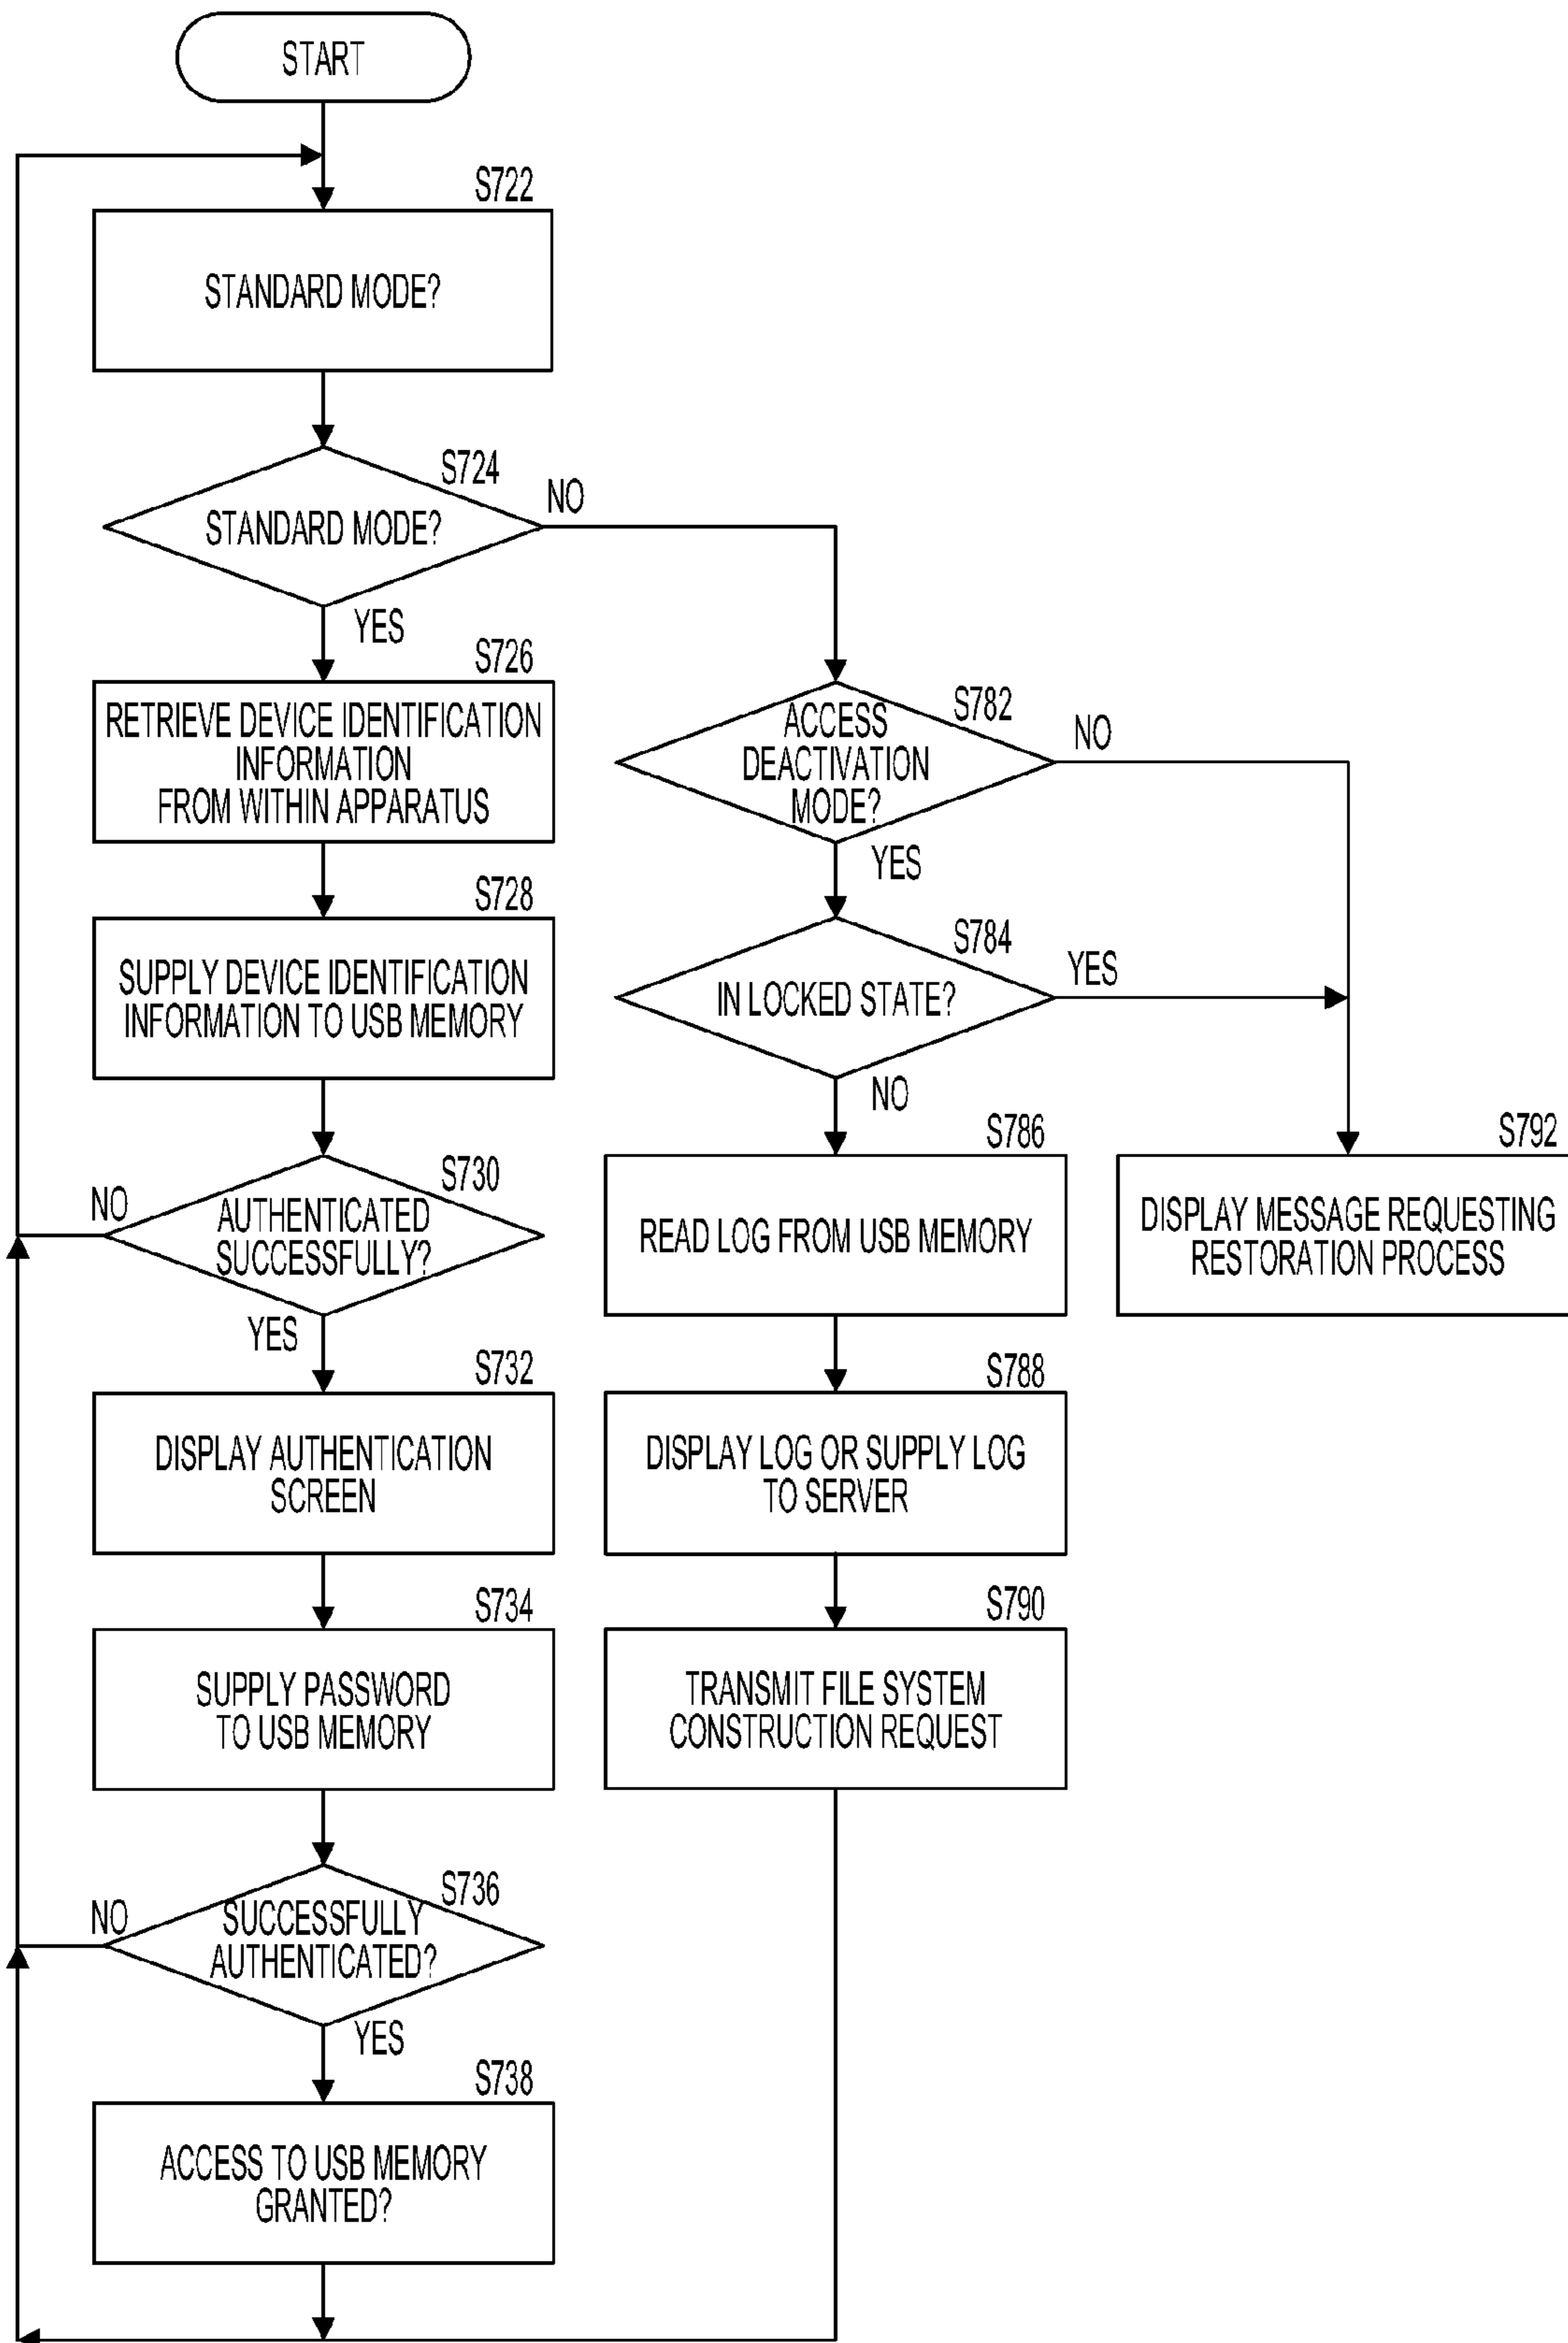 START
S722
STANDARD MODE?
S724
STANDARD MODE?
NO
YES
S726
RETRIEVE DEVICE IDENTIFICATION
INFORMATION
FROM WITHIN APPARATUS
S728
SUPPLY DEVICE IDENTIFICATION
INFORMATION TO USB MEMORY
S730
AUTHENTICATED
SUCCESSFULLY?
NO
YES
S732
DISPLAY AUTHENTICATION
SCREEN
S734
SUPPLY PASSWORD
TO USB MEMORY
S736
SUCCESSFULLY
AUTHENTICATED?
NO
YES
S738
ACCESS TO USB MEMORY
GRANTED?
S782
ACCESS
DEACTIVATION
MODE?
NO
YES
S784
IN LOCKED STATE?
YES
NO
S786
READ LOG FROM USB MEMORY
S788
DISPLAY LOG OR SUPPLY LOG
TO SERVER
S790
TRANSMIT FILE SYSTEM
CONSTRUCTION REQUEST
S792
DISPLAY MESSAGE REQUESTING
RESTORATION PROCESS